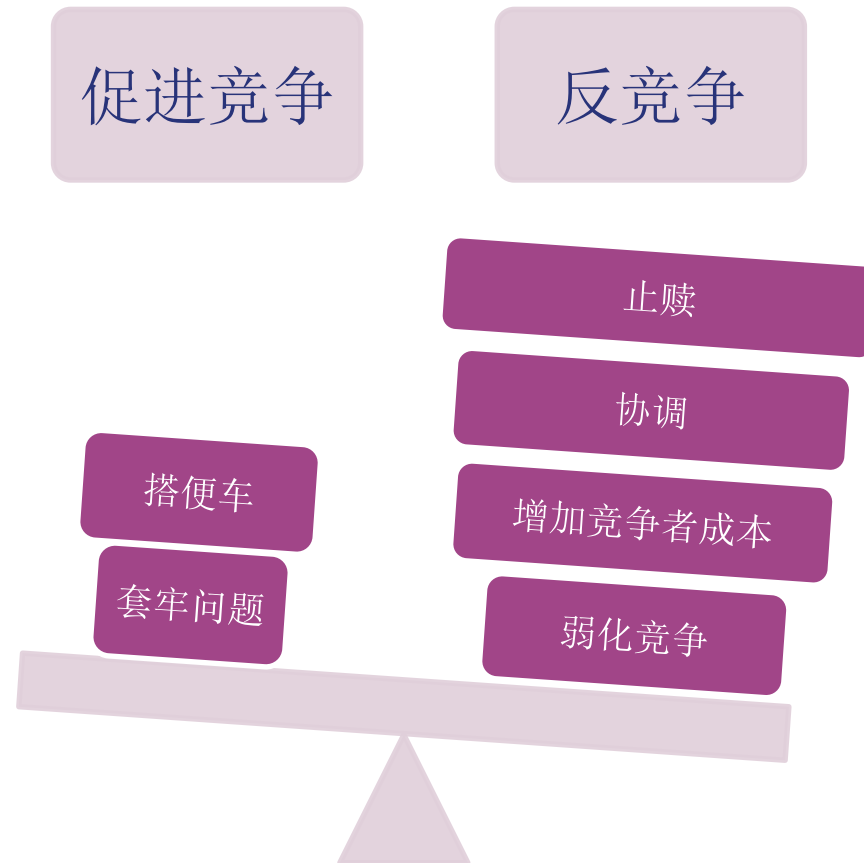 促进竞争
反竞争
止赎
协调
增加竞争者成本
弱化竞争
搭便车
套牢问题